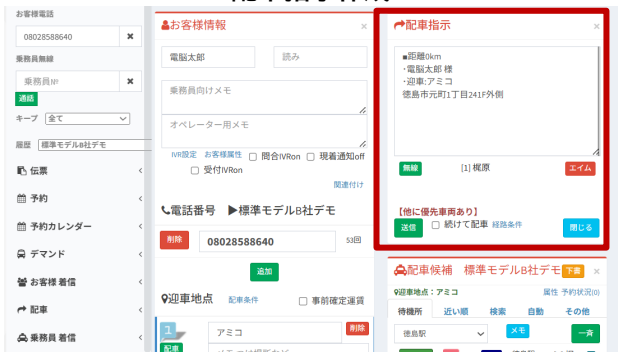 お客様電話
08028588640
乗務員無線
乗務員№
通話
キープ 全て
履歴 標準モデルB社デモ
伝票
予約
予約カレンダー
デマンド
お客様 着信
配車
乗務員 着信
お客様情報
電脳太郎 読み
乗務員向けメモ
オペレーター用メモ
IVR設定 お客様属性 問合IVRon 現着通知off
受付IVRon
関連付け
電話番号 ▶標準モデルB社デモ
削除 08028588640 53回
追加
迎車地点 配車条件 事前確定運賃
1 アミコ 削除
配車
配車指示
■距離0km
・電脳太郎 様
・迎車:アミコ
徳島市元町1丁目241F外側
無線 [1] 梶原 エイム
【他に優先車両あり】
送信 続けて配車 経路条件 閉じる
配車候補 標準モデルB社デモ 下書
迎車地点:アミコ 属性 予約状況(0)
待機所 近い順 検索 自動 その他
徳島駅 メモ 一斉